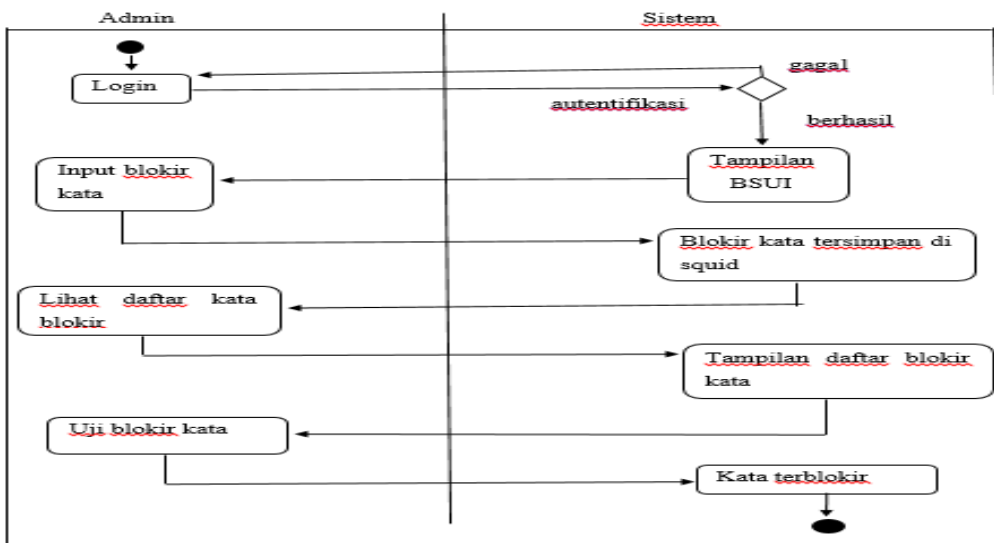 Admin
Sistem
gagal
Login
autentifikasi
berhasil
Tampilan
BSUI
Input blokir
kata
Blokir kata tersimpan di
squid
Lihat daftar kata
blokir
Tampilan daftar blokir
kata
Uji blokir kata
Kata terblokir